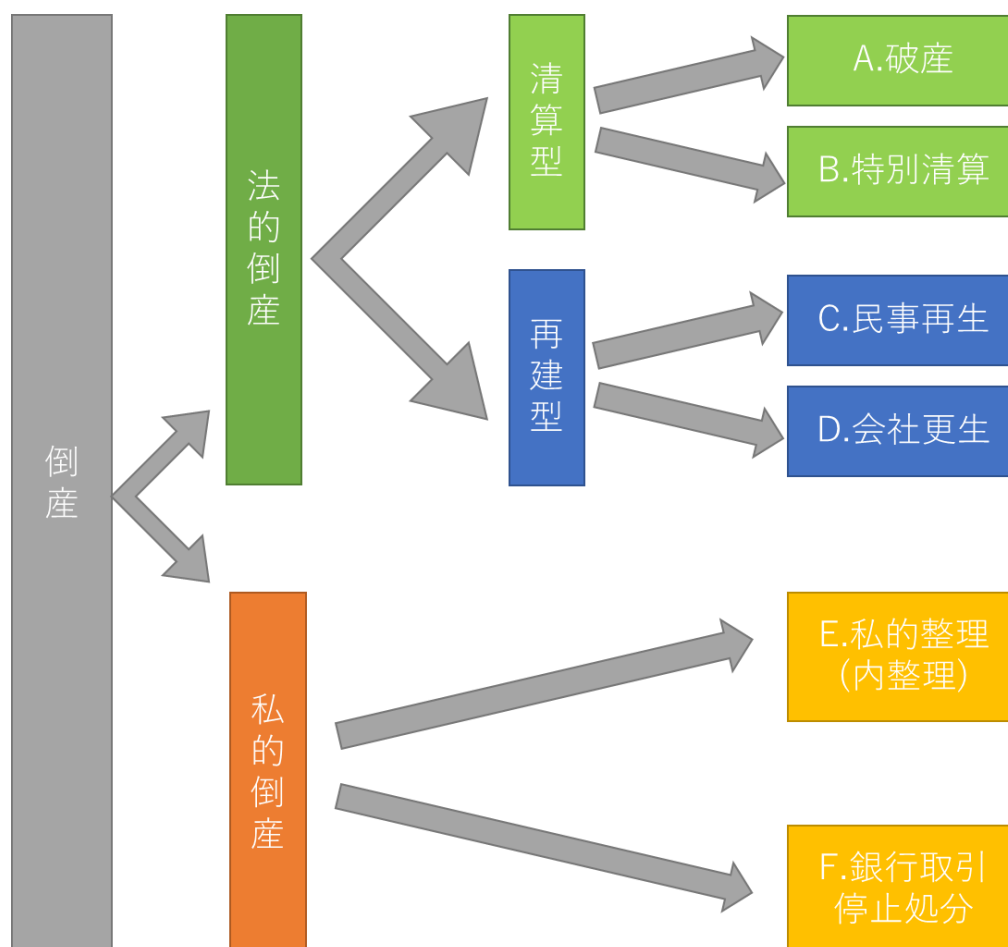 倒産
法的倒産
清算型
A.破産
B.特別清算
再建型
C.民事再生
D.会社更生
私的倒産
E.私的整理
(内整理)
F.銀行取引
停止処分